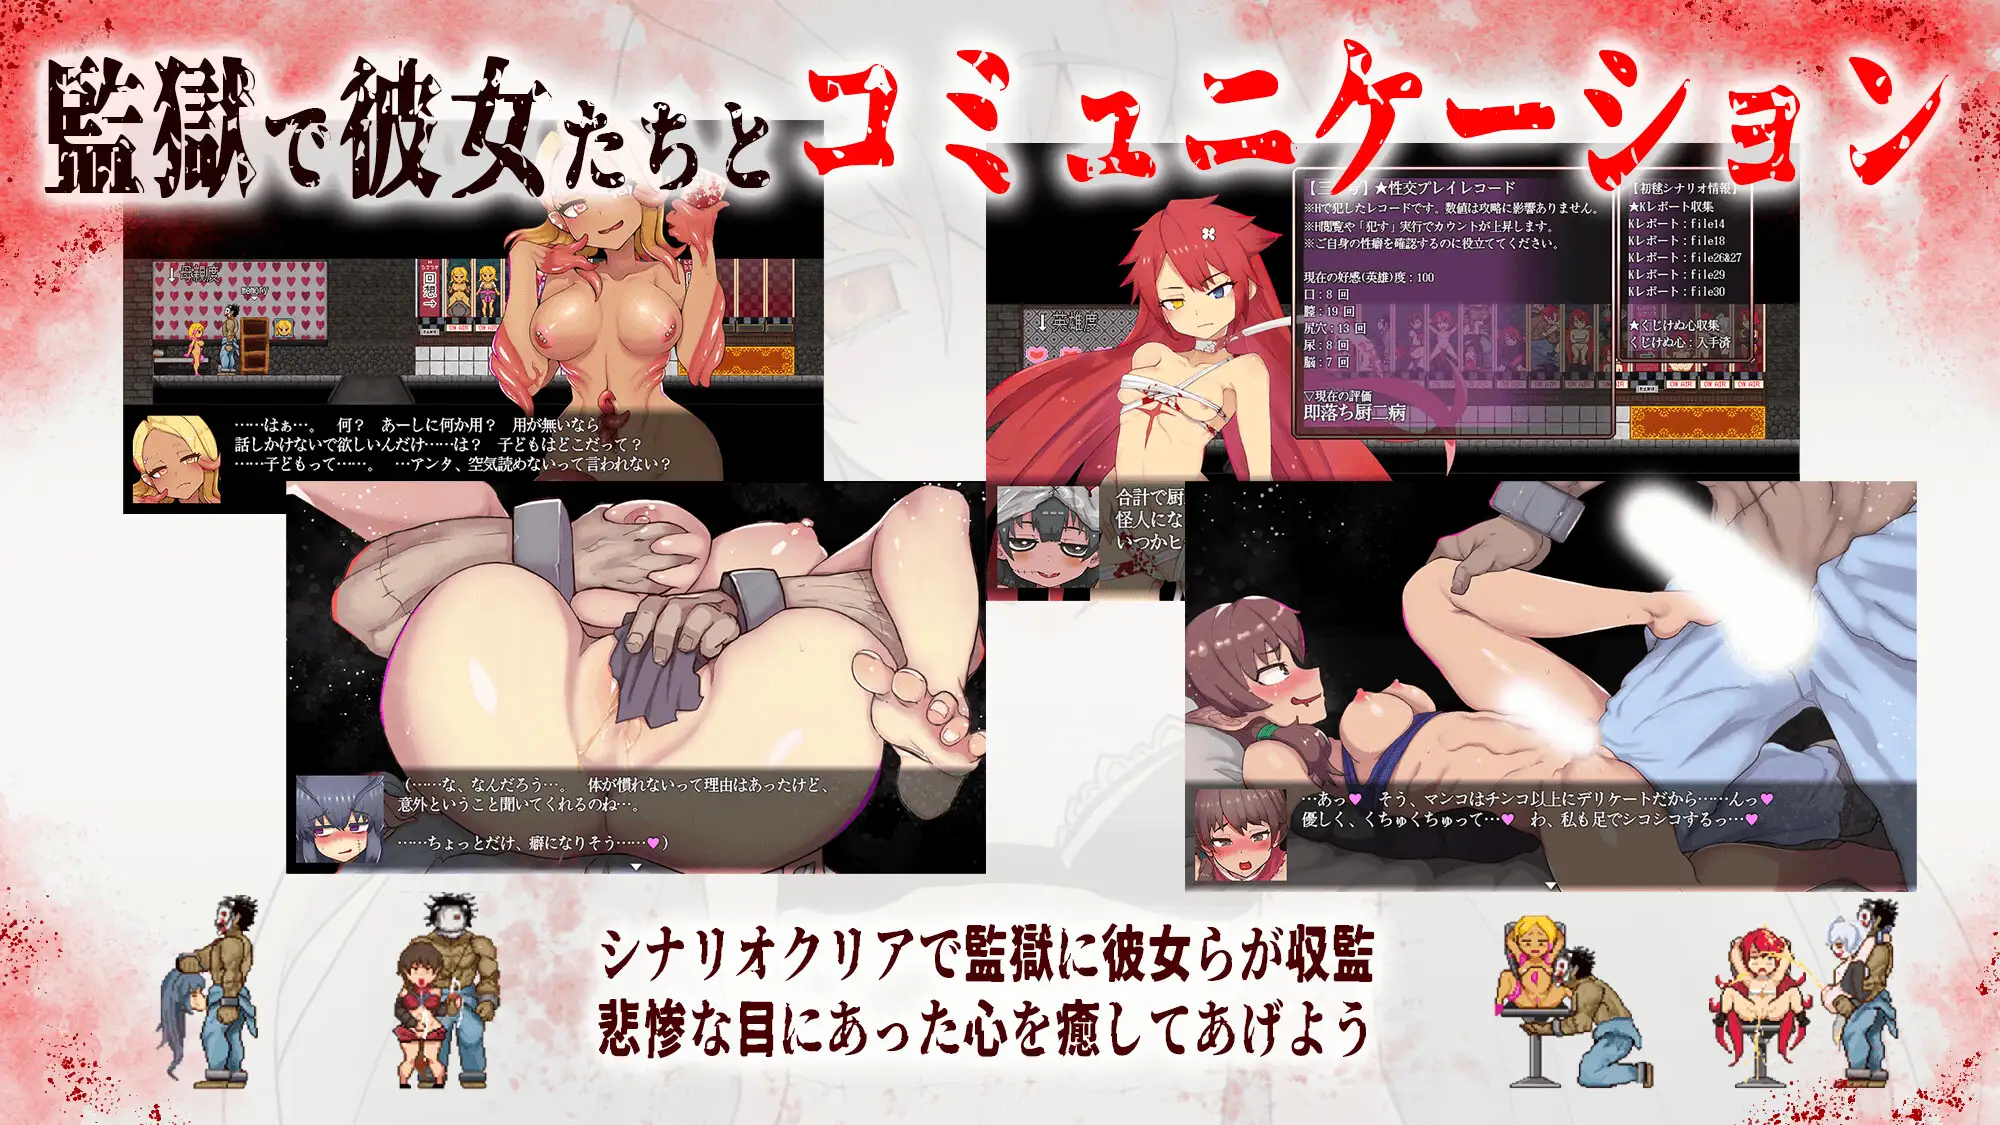 監獄で彼女たちとコミュニケーション
↓母親度
memory
回想→
ON AIR
……はぁ…。　何？　あーしに何か用？　用が無いなら
話しかけないで欲しいんだけ……は？　子どもはどこだって？
……子どもって……。　…アンタ、空気読めないって言われない？
↓英雄度
★性交プレイレコード
※Hで犯したレコードです。数値は攻略に影響ありません。
※H閲覧や「犯す」実行でカウントが上昇します。
※ご自身の性癖を確認するのに役立ててください。
現在の好感(英雄)度：100
口：8 回
膣：19 回
尻穴：13 回
尿：8 回
脳：7 回
▽現在の評価
即落ち厨二病
【初毬シナリオ情報】
★Kレポート収集
Kレポート：file14
Kレポート：file18
Kレポート：file26&27
Kレポート：file29
Kレポート：file30
★くじけぬ心収集
くじけぬ心：入手済
ON AIR
ON AIR
ON AIR
合計で厨
怪人にな
いつかヒ
（……な、なんだろう…。　体が慣れないって理由はあったけど、
意外ということ聞いてくれるのね…。
……ちょっとだけ、癖になりそう……♥）
…あっ♥　そう、マンコはチンコ以上にデリケートだから……んっ♥
優しく、くちゅくちゅって…♥　わ、私も足でシコシコするっ…♥
シナリオクリアで監獄に彼女らが収監
悲惨な目にあった心を癒してあげよう